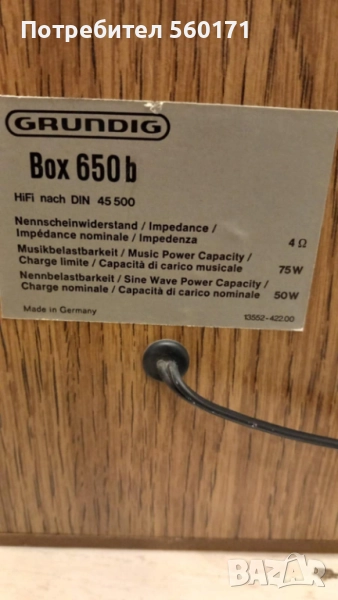 Потребител 560171
GRUNDIG
Box 650 b
HiFi nach DIN 45 500
Nennscheinwiderstand / Impedance /
Impédance nominale / Impedenza 4 Ω
Musikbelastbarkeit / Music Power Capacity /
Charge limite / Capacità di carico musicale 75 W
Nennbelastbarkeit / Sine Wave Power Capacity /
Charge nominale / Capacità di carico nominale 50 W
Made in Germany 13552-422.00
BAZAR